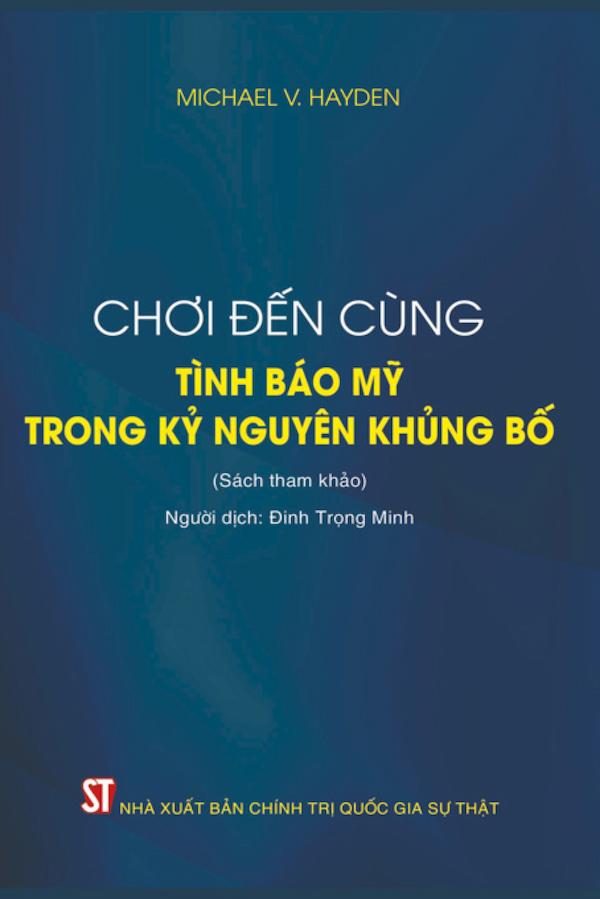 MICHAEL V. HAYDEN
CHƠI ĐẾN CÙNG
TÌNH BÁO MỸ
TRONG KỶ NGUYÊN KHỦNG BỐ
(Sách tham khảo)
Người dịch: Đinh Trọng Minh
ST NHÀ XUẤT BẢN CHÍNH TRỊ QUỐC GIA SỰ THẬT